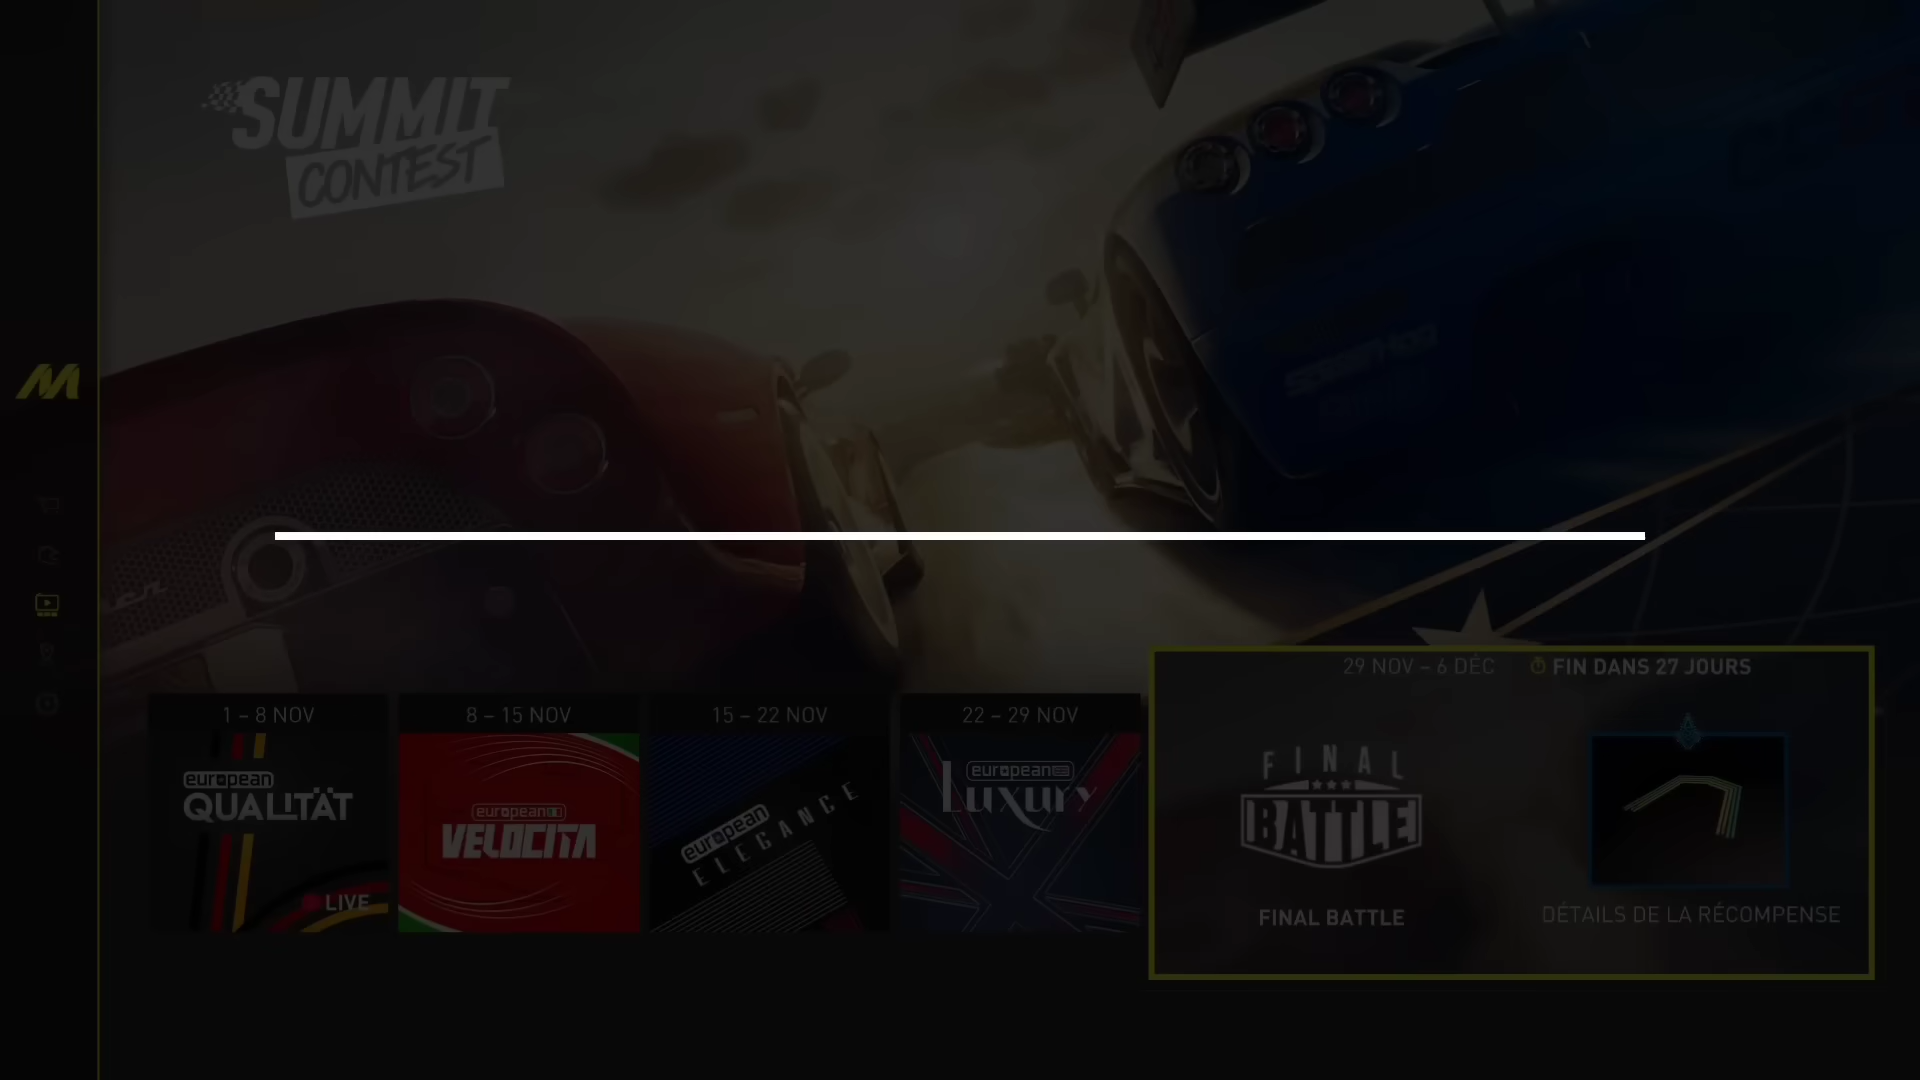 SUMMIT
CONTEST
1 – 8 NOV
european
QUALITÄT
LIVE
8 – 15 NOV
european
VELOCITA
15 – 22 NOV
european
ELEGANCE
22 – 29 NOV
european
Luxury
29 NOV – 6 DÉC
FIN DANS 27 JOURS
FINAL
BATTLE
FINAL BATTLE
DÉTAILS DE LA RÉCOMPENSE